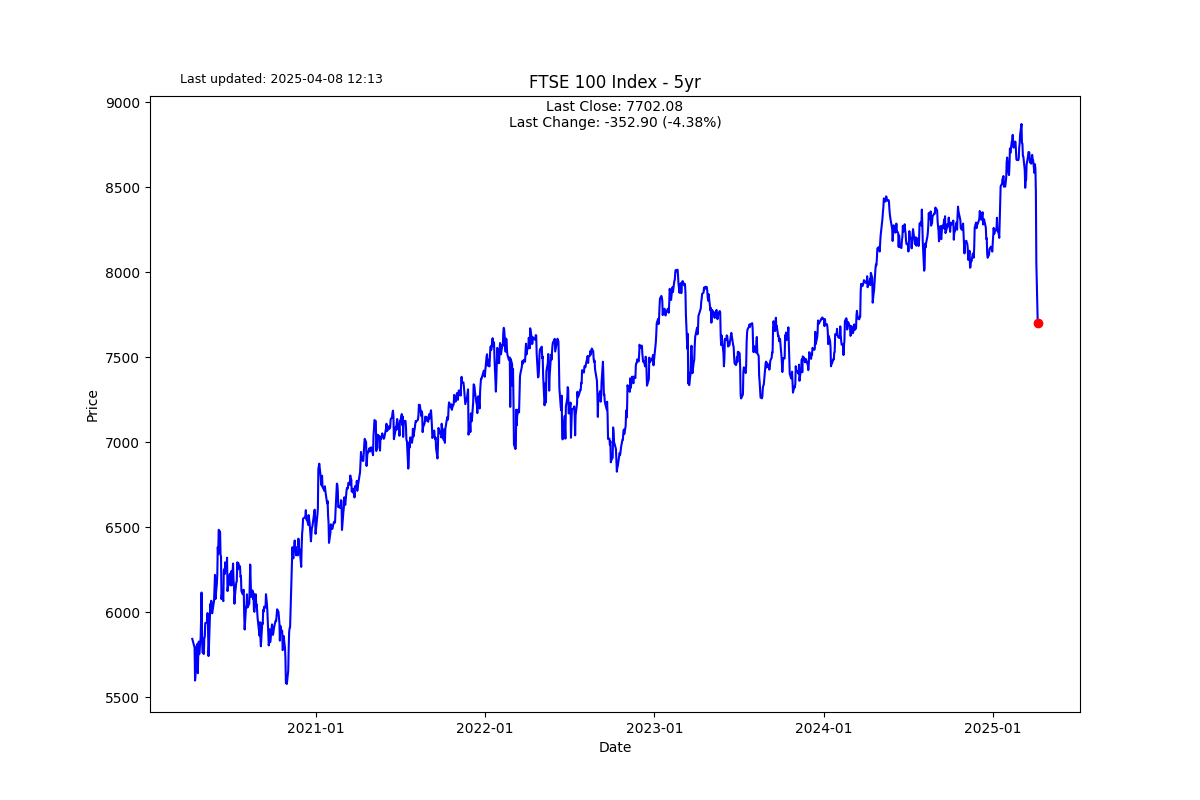 Last updated: 2025-04-08 12:13
FTSE 100 Index - 5yr
Last Close: 7702.08
Last Change: -352.90 (-4.38%)
9000
8500
8000
7500
7000
6500
6000
5500
Price
2021-01
2022-01
2023-01
2024-01
2025-01
Date